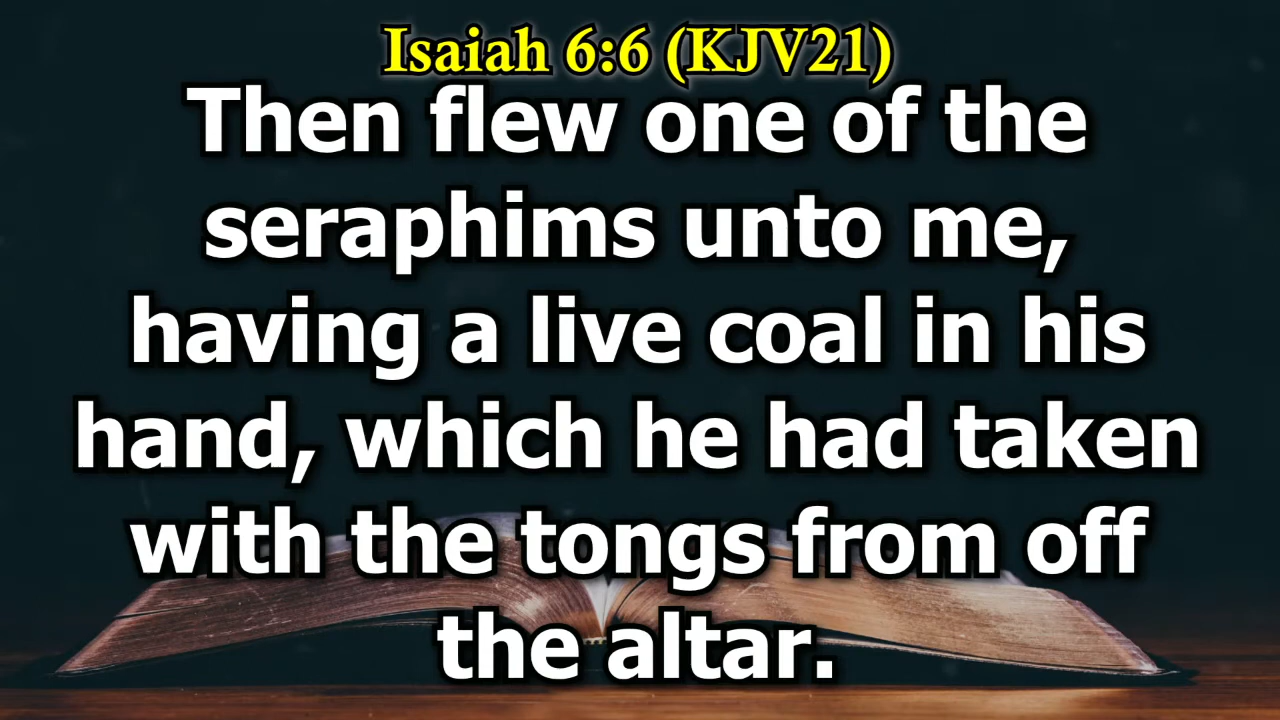 Isaiah 6:6 (KJV21)
Then flew one of the
seraphims unto me,
having a live coal in his
hand, which he had taken
with the tongs from off
the altar.